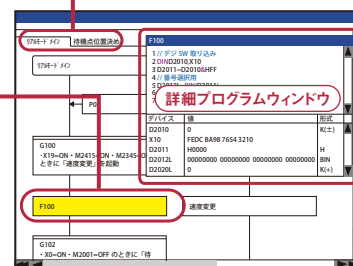 ﾘｱﾙﾓｰﾄﾞ ﾒｲﾝ
待機点位置決め
ﾘｱﾙﾓｰﾄﾞ ﾒｲﾝ
P0
G100
・X19=ON・M2415=ON・M2345=O
ときに「速度変更」を起動
F100
速度変更
G102
・X0=ON・M2001=OFF のときに「待
F100
1 // デジ SW 取り込み
2 DIND2010,X10
3 D2011=D2010&HFF
4 // 番号選択用
詳細プログラムウィンドウ
デバイス 値 形式
D2010 0 K(±)
X10 FEDC BA98 7654 3210
D2011 H0000 H
D2012L 00000000 00000000 00000000 00000000 BIN
D2020L 0 K(+)